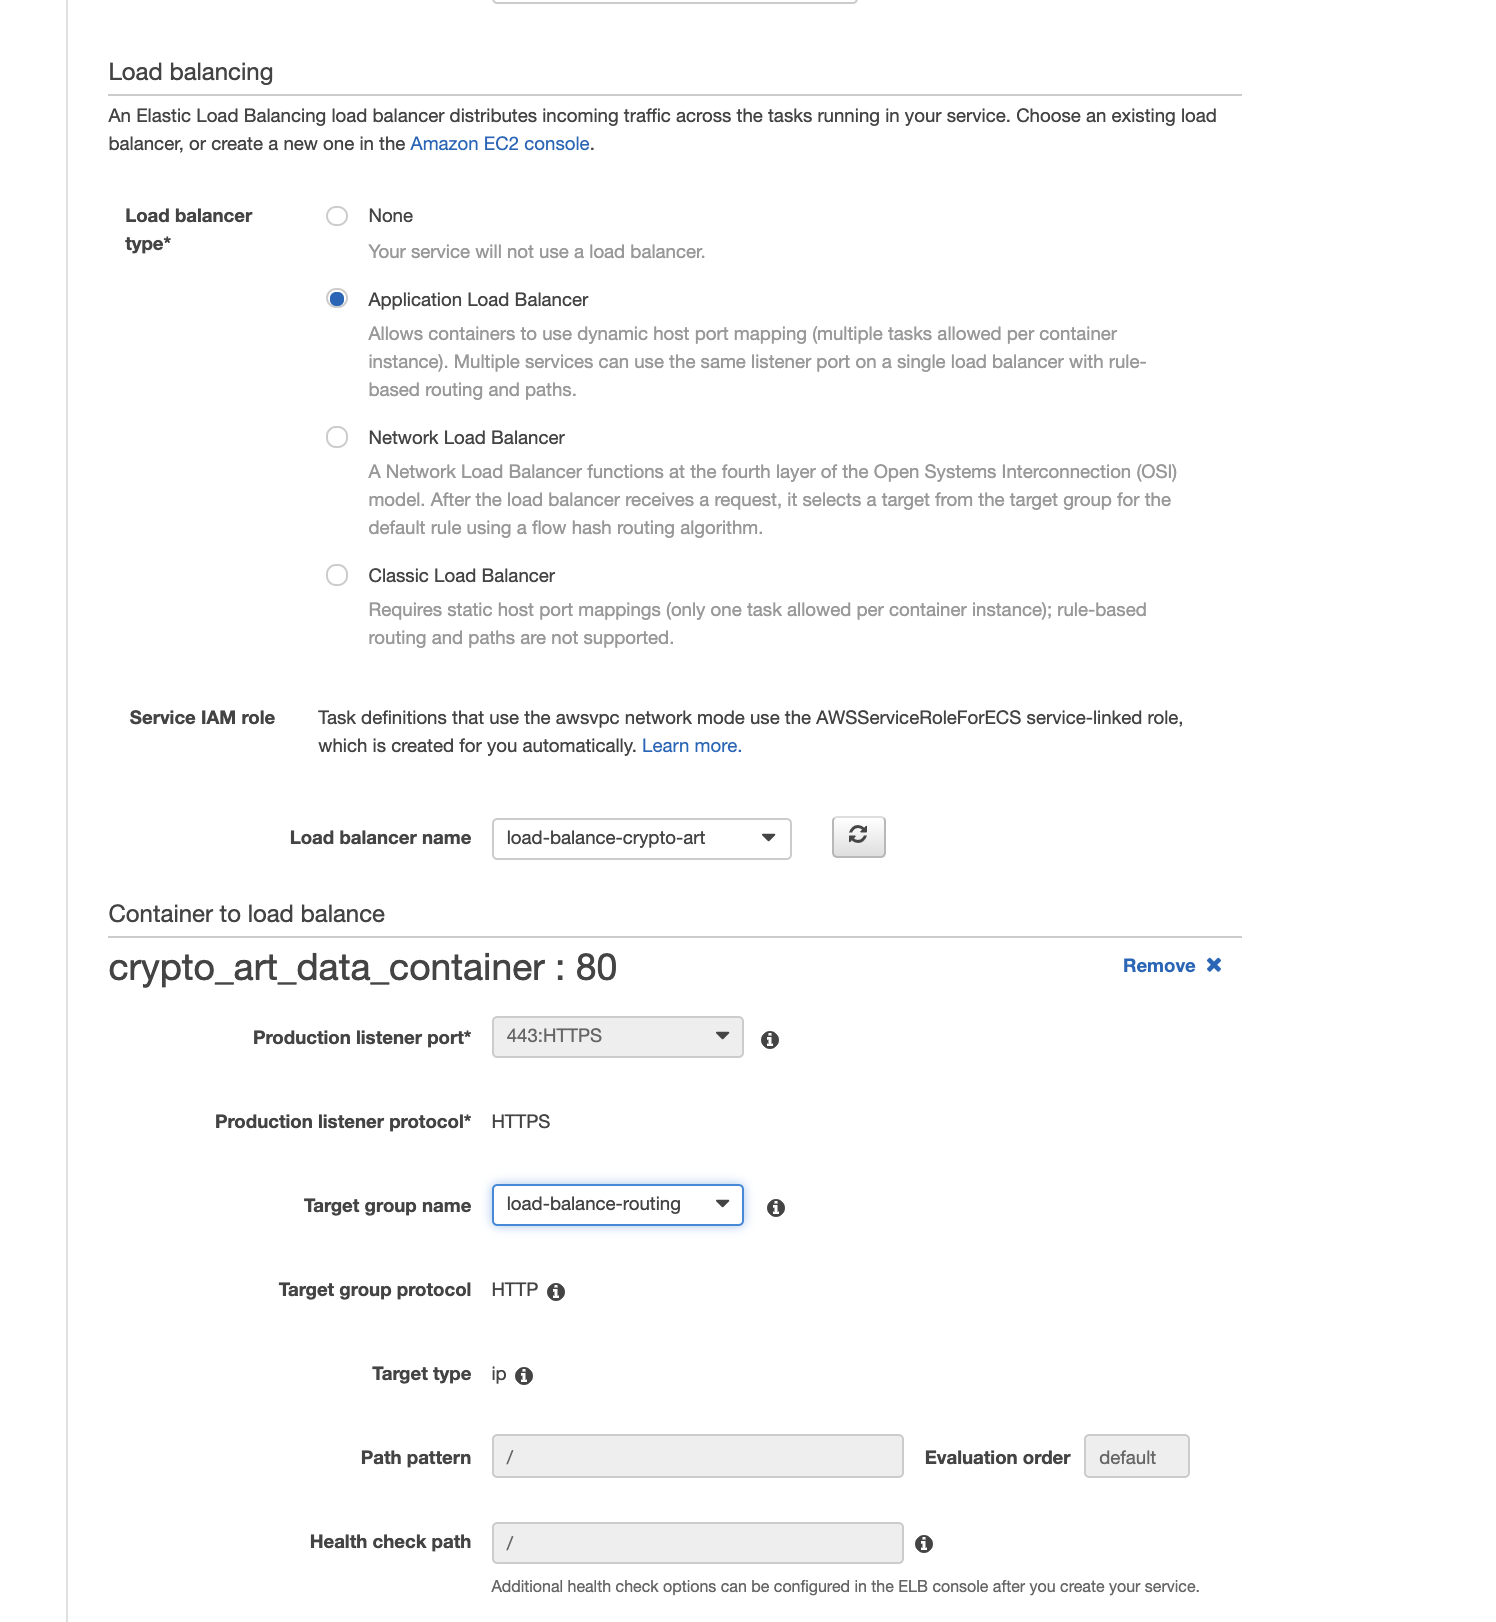 Load balancing
An Elastic Load Balancing load balancer distributes incoming traffic across the tasks running in your service. Choose an existing load
balancer, or create a new one in the Amazon EC2 console.
Load balancer
type*
None
Your service will not use a load balancer.
Application Load Balancer
Allows containers to use dynamic host port mapping (multiple tasks allowed per container
instance). Multiple services can use the same listener port on a single load balancer with rule-
based routing and paths.
Network Load Balancer
A Network Load Balancer functions at the fourth layer of the Open Systems Interconnection (OSI)
model. After the load balancer receives a request, it selects a target from the target group for the
default rule using a flow hash routing algorithm.
Classic Load Balancer
Requires static host port mappings (only one task allowed per container instance); rule-based
routing and paths are not supported.
Service IAM role
Task definitions that use the awsvpc network mode use the AWSServiceRoleForECS service-linked role,
which is created for you automatically. Learn more.
Load balancer name load-balance-crypto-art
Container to load balance
crypto_art_data_container : 80 Remove
Production listener port* 443:HTTPS
Production listener protocol* HTTPS
Target group name load-balance-routing
Target group protocol HTTP
Target type ip
Path pattern / Evaluation order default
Health check path /
Additional health check options can be configured in the ELB console after you create your service.